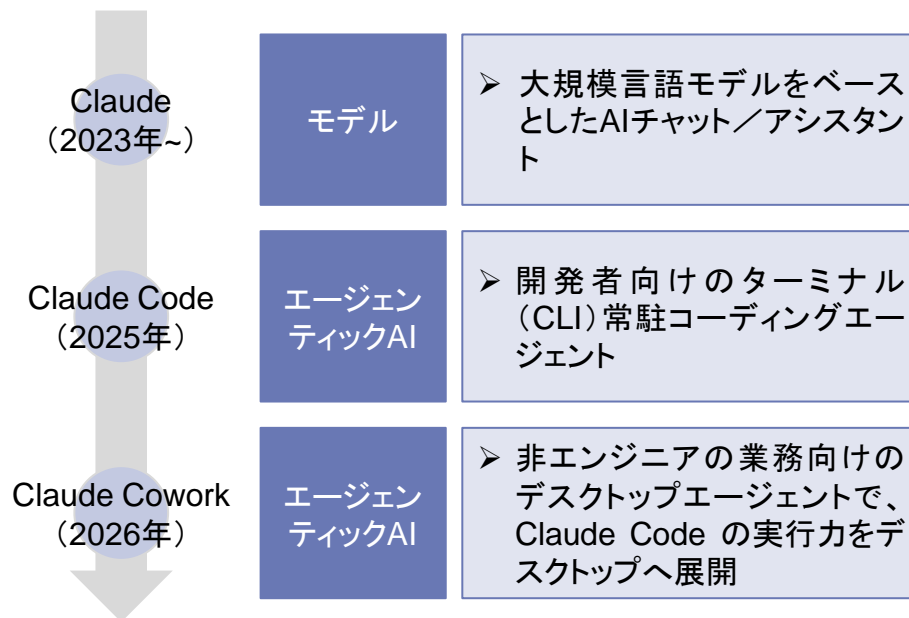 Claude
（2023年~）
モデル
➢ 大規模言語モデルをベース
としたAIチャット／アシスタン
ト
Claude Code
（2025年）
エージェン
ティックAI
➢ 開発者向けのターミナル
（CLI）常駐コーディングエー
ジェント
Claude Cowork
（2026年）
エージェン
ティックAI
➢ 非エンジニアの業務向けの
デスクトップエージェントで、
Claude Code の実行力をデ
スクトップへ展開